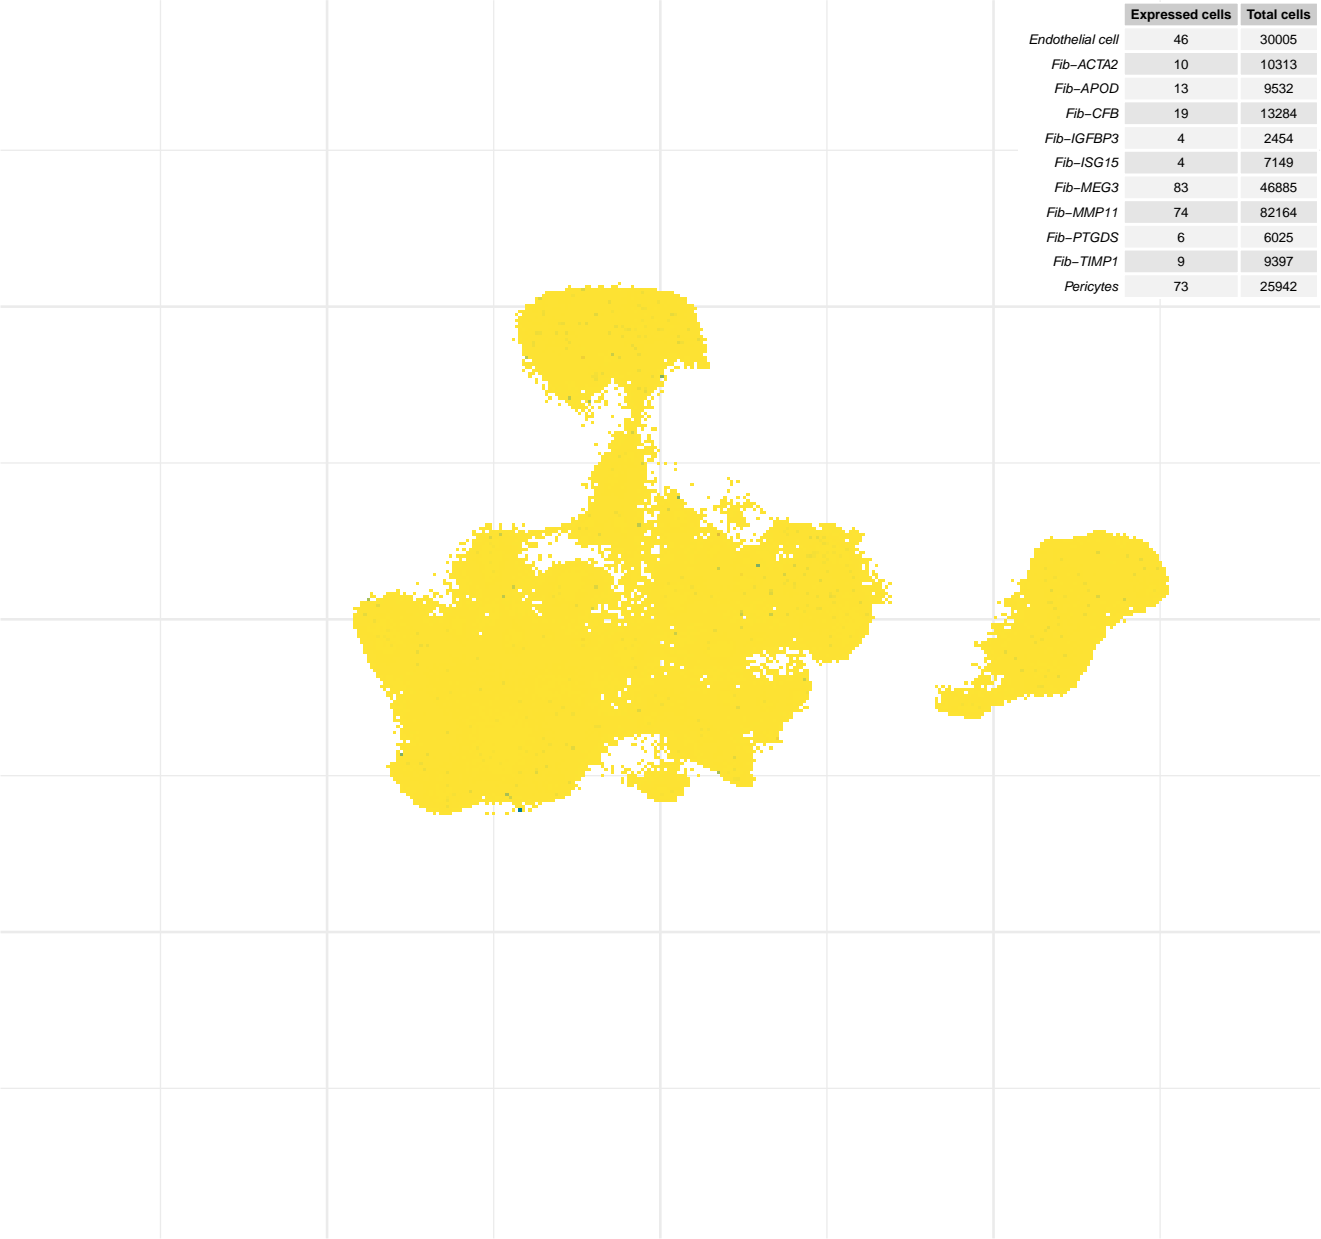 Expressed cells Total cells
Endothelial cell 46 30005
Fib−ACTA2 10 10313
Fib−APOD 13 9532
Fib−CFB 19 13284
Fib−IGFBP3 4 2454
Fib−ISG15 4 7149
Fib−MEG3 83 46885
Fib−MMP11 74 82164
Fib−PTGDS 6 6025
Fib−TIMP1 9 9397
Pericytes 73 25942